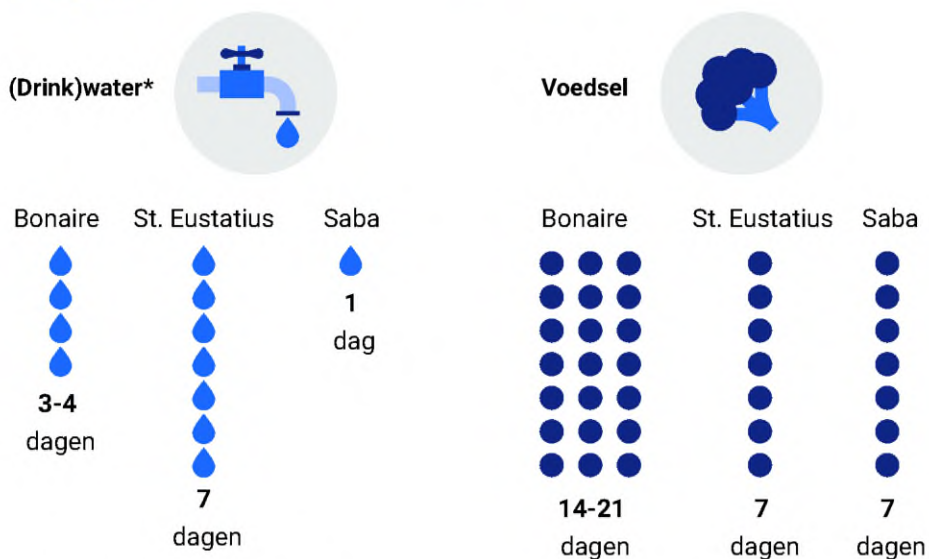 (Drink)water*
Bonaire
St. Eustatius
Saba
3-4
dagen
7
dagen
1
dag
Voedsel
Bonaire
St. Eustatius
Saba
14-21
dagen
7
dagen
7
dagen